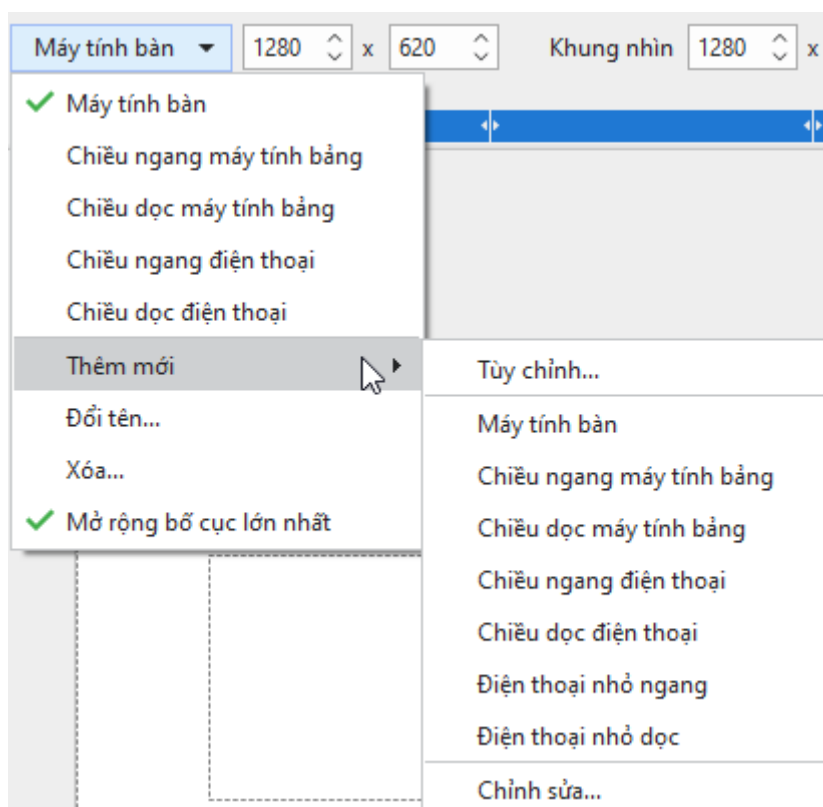 Máy tính bàn 1280 x 620 Khung nhìn 1280 x
Máy tính bàn
Chiều ngang máy tính bảng
Chiều dọc máy tính bảng
Chiều ngang điện thoại
Chiều dọc điện thoại
Thêm mới
Đổi tên...
Xóa...
Mở rộng bố cục lớn nhất
Tùy chỉnh...
Máy tính bàn
Chiều ngang máy tính bảng
Chiều dọc máy tính bảng
Chiều ngang điện thoại
Chiều dọc điện thoại
Điện thoại nhỏ ngang
Điện thoại nhỏ dọc
Chỉnh sửa...